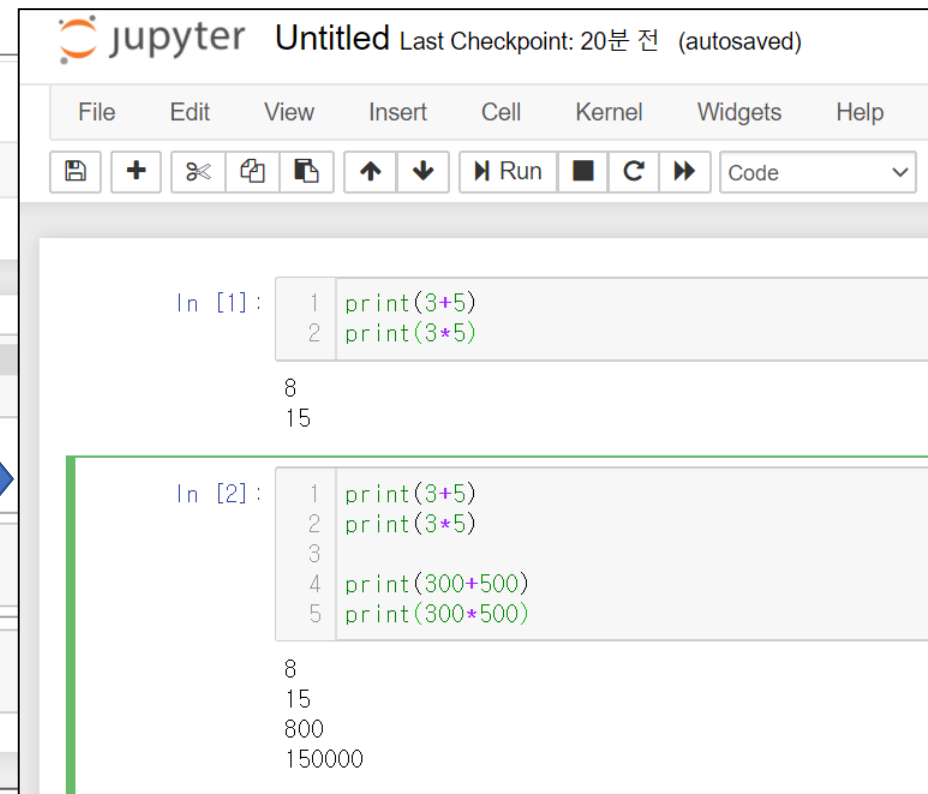 jupyter Untitled Last Checkpoint: 20분 전 (autosaved)
File Edit View Insert Cell Kernel Widgets Help
Run Code
In [1]: 1 print(3+5)
2 print(3*5)
8
15
In [2]: 1 print(3+5)
2 print(3*5)
3
4 print(300+500)
5 print(300*500)
8
15
800
150000